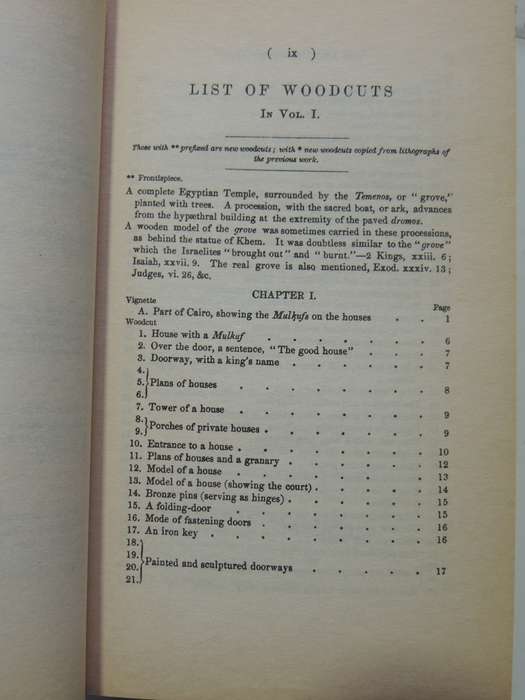 ( ix )
LIST OF WOODCUTS
IN VOL. I.
Those with ** prefixed are new woodcuts; with * new woodcuts copied from lithographs of
the previous work.
** Frontispiece.
A complete Egyptian Temple, surrounded by the Temenos, or "grove,"
planted with trees. A procession, with the sacred boat, or ark, advances
from the hypæthral building at the extremity of the paved dromos.
A wooden model of the grove was sometimes carried in these processions,
as behind the statue of Khem. It was doubtless similar to the "grove"
which the Israelites "brought out" and "burnt."—2 Kings, xxiii. 6;
Isaiah, xxvii. 9. The real grove is also mentioned, Exod. xxxiv. 13;
Judges, vi. 26, &c.
CHAPTER I.
Vignette Page
A. Part of Cairo, showing the Mulḳufs on the houses . . 1
Woodcut
1. House with a Mulḳuf . . . . . . . 6
2. Over the door, a sentence, "The good house" . . . 7
3. Doorway, with a king's name . . . . . . 7
4.
5. Plans of houses . . . . . . . . 8
6.
7. Tower of a house . . . . . . . . 9
8.
9. Porches of private houses . . . . . . . 9
10. Entrance to a house . . . . . . . . 10
11. Plans of houses and a granary . . . . . . 12
12. Model of a house . . . . . . . . 13
13. Model of a house (showing the court) . . . . . 14
14. Bronze pins (serving as hinges) . . . . . . 15
15. A folding-door . . . . . . . . 15
16. Mode of fastening doors . . . . . . . 16
17. An iron key . . . . . . . . . 16
18.
19.
20. Painted and sculptured doorways . . . . . 17
21.